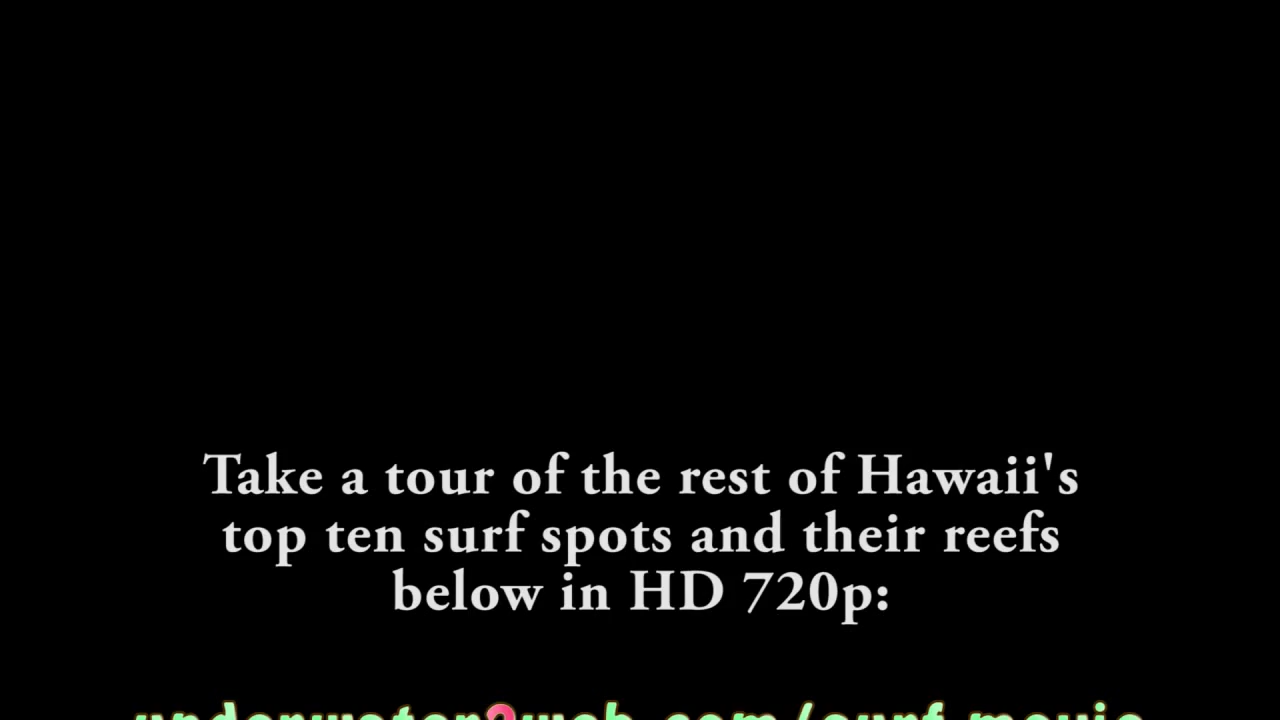 Take a tour of the rest of Hawaii's
top ten surf spots and their reefs
below in HD 720p: